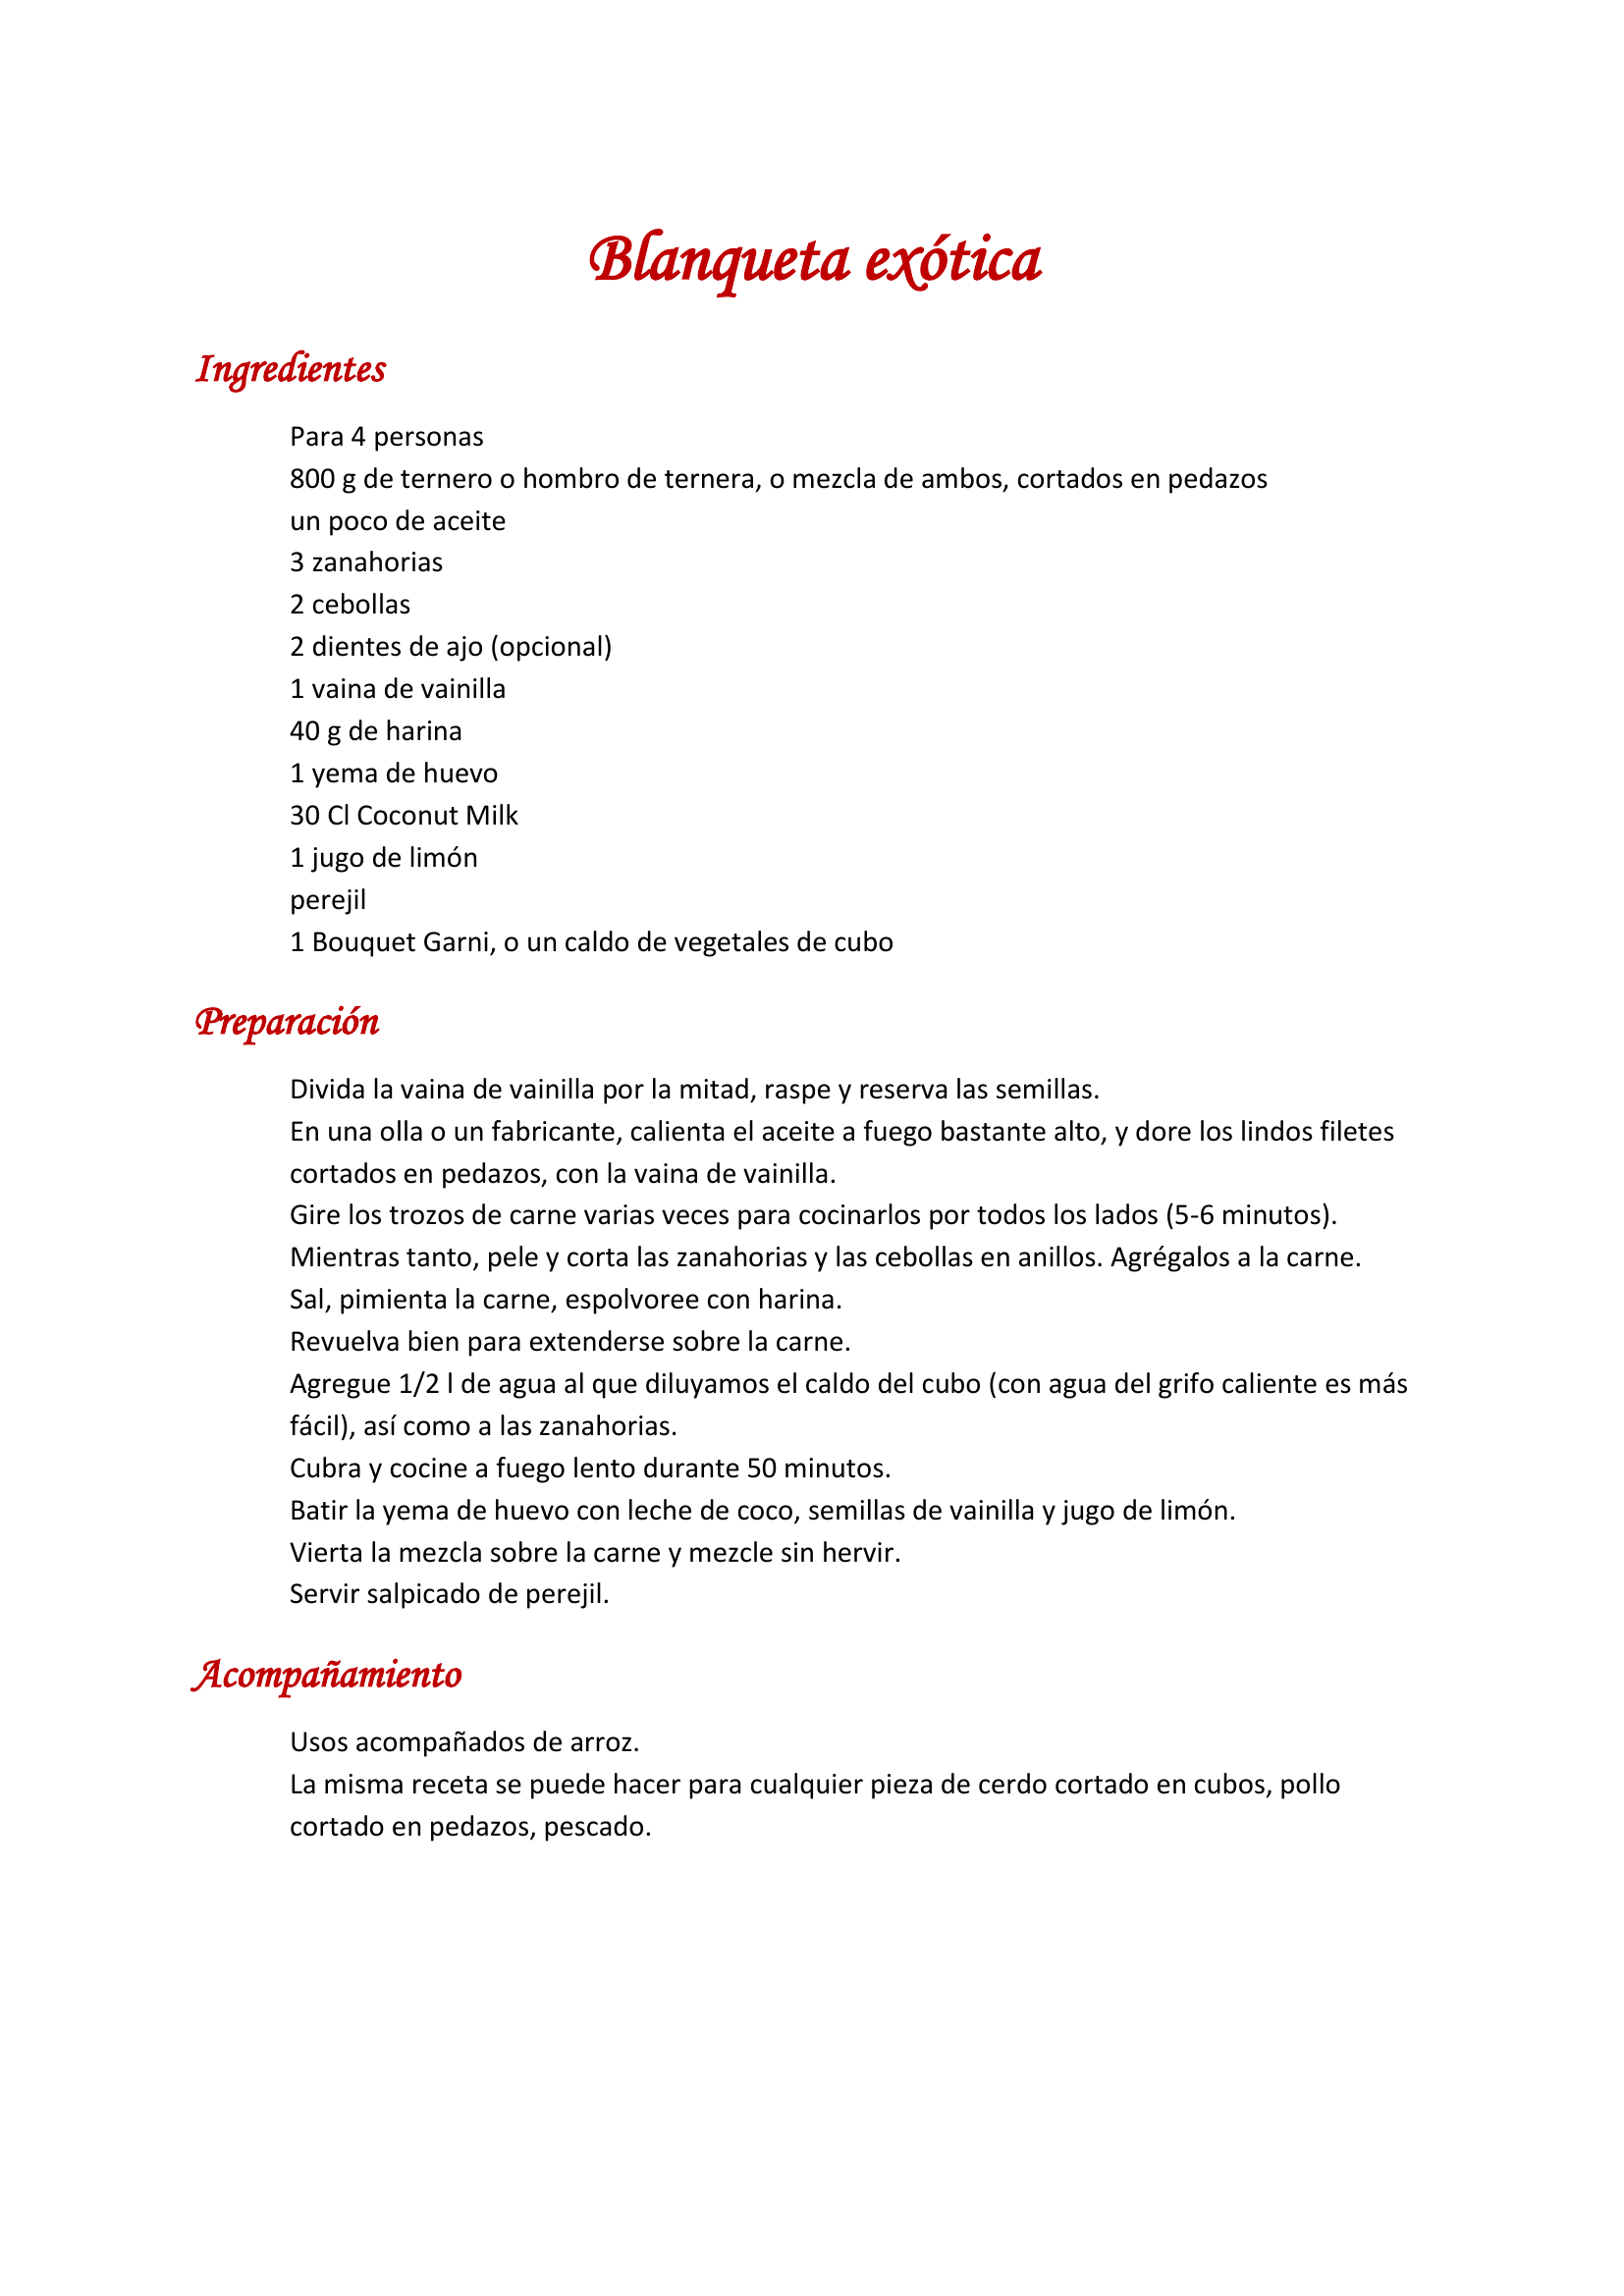 Blanqueta exótica
Ingredientes
Para 4 personas
800 g de ternero o hombro de ternera, o mezcla de ambos, cortados en pedazos
un poco de aceite
3 zanahorias
2 cebollas
2 dientes de ajo (opcional)
1 vaina de vainilla
40 g de harina
1 yema de huevo
30 Cl Coconut Milk
1 jugo de limón
perejil
1 Bouquet Garni, o un caldo de vegetales de cubo
Preparación
Divida la vaina de vainilla por la mitad, raspe y reserva las semillas.
En una olla o un fabricante, calienta el aceite a fuego bastante alto, y dore los lindos filetes
cortados en pedazos, con la vaina de vainilla.
Gire los trozos de carne varias veces para cocinarlos por todos los lados (5-6 minutos).
Mientras tanto, pele y corta las zanahorias y las cebollas en anillos. Agrégalos a la carne.
Sal, pimienta la carne, espolvoree con harina.
Revuelva bien para extenderse sobre la carne.
Agregue 1/2 l de agua al que diluyamos el caldo del cubo (con agua del grifo caliente es más
fácil), así como a las zanahorias.
Cubra y cocine a fuego lento durante 50 minutos.
Batir la yema de huevo con leche de coco, semillas de vainilla y jugo de limón.
Vierta la mezcla sobre la carne y mezcle sin hervir.
Servir salpicado de perejil.
Acompañamiento
Usos acompañados de arroz.
La misma receta se puede hacer para cualquier pieza de cerdo cortado en cubos, pollo
cortado en pedazos, pescado.